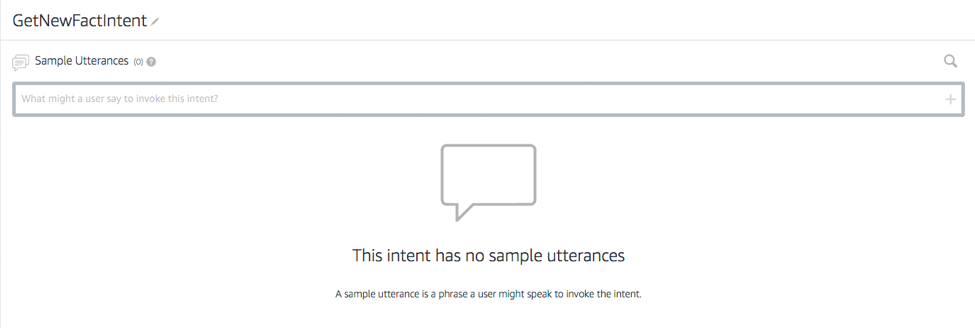 GetNewFactIntent
Sample Utterances (0) ?
What might a user say to invoke this intent? +
This intent has no sample utterances
A sample utterance is a phrase a user might speak to invoke the intent.